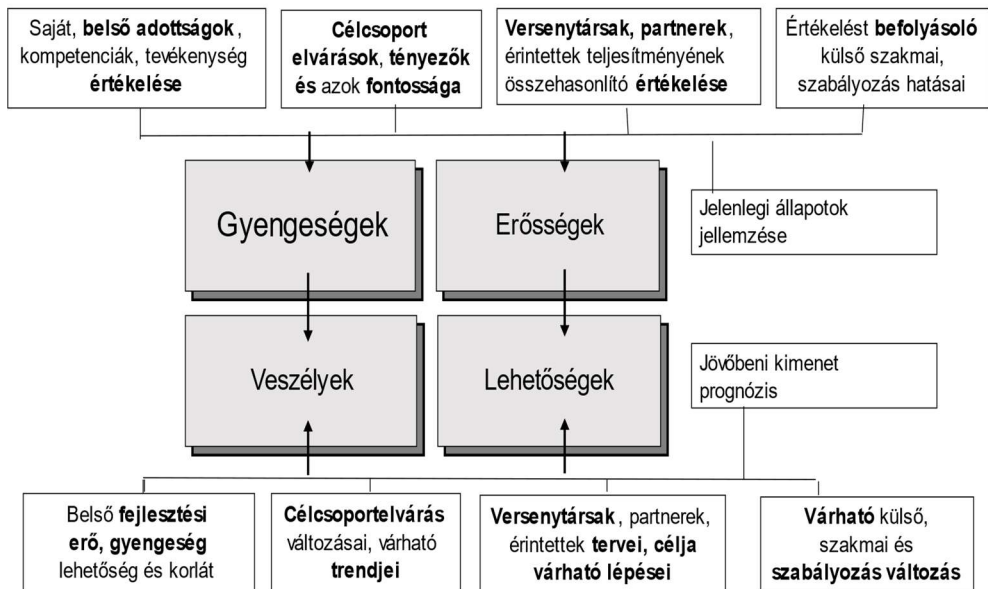 Saját, belső adottságok ,
kompetenciák, tevékenység
értékelése
Célcsoport
elvárások, tényezők
és azok fontossága
Versenytársak, partnerek,
érintettek teljesítményének
összehasonlító értékelése
Értékelést befolyásoló
külső szakmai,
szabályozás hatásai
Gyengeségek
Erősségek
Jelenlegi állapotok
jellemzése
Veszélyek
Lehetőségek
Jövőbeni kimenet
prognózis
Belső fejlesztési
erő, gyengeség
lehetőség és korlát
Célcsoportelvárás
változásai, várható
trendjei
Versenytársak , partnerek,
érintettek tervei, célja
várható lépései
Várható külső,
szakmai és
szabályozás változás